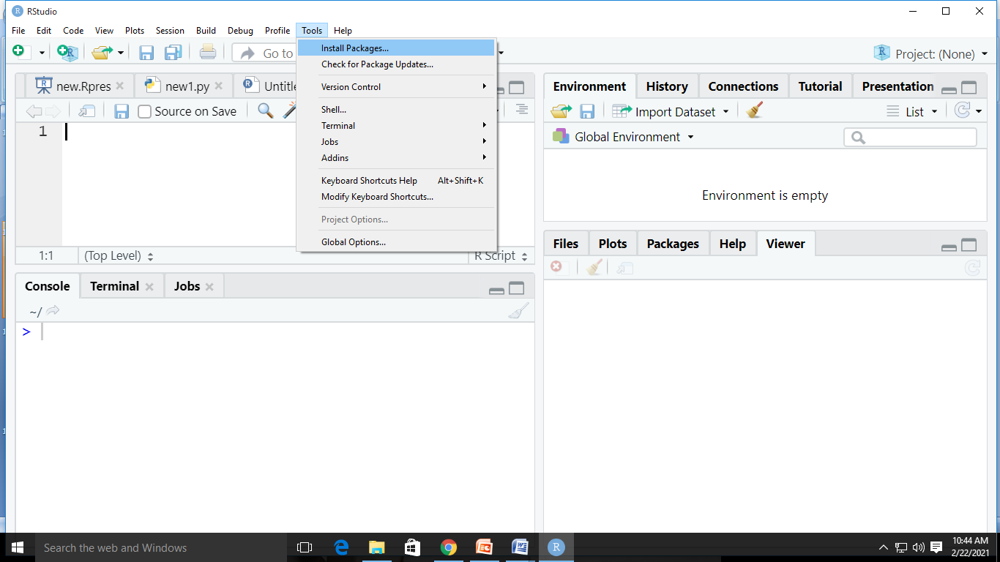 RStudio
File Edit Code View Plots Session Build Debug Profile Tools Help
Go to
Project: (None)
Install Packages...
Check for Package Updates...
Version Control
Shell...
Terminal
Jobs
Addins
Keyboard Shortcuts Help Alt+Shift+K
Modify Keyboard Shortcuts...
Project Options...
Global Options...
new.Rpres new1.py
Source on Save
1
1:1 (Top Level) R Script
Console Terminal Jobs
~/
>
Environment History Connections Tutorial Presentation
Import Dataset List
Global Environment
Environment is empty
Files Plots Packages Help Viewer
Search the web and Windows
10:44 AM
2/22/2021